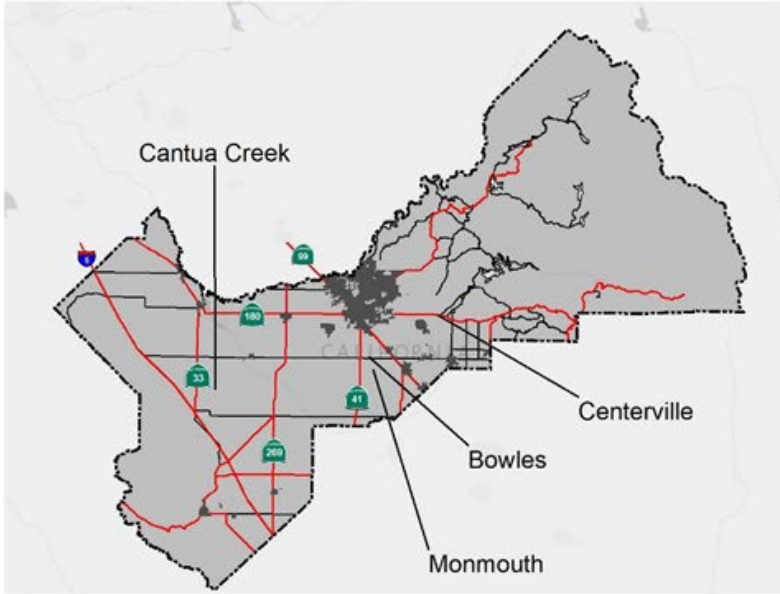 Cantua Creek
5
99
180
CALIFORNIA
33
41
Centerville
269
Bowles
Monmouth